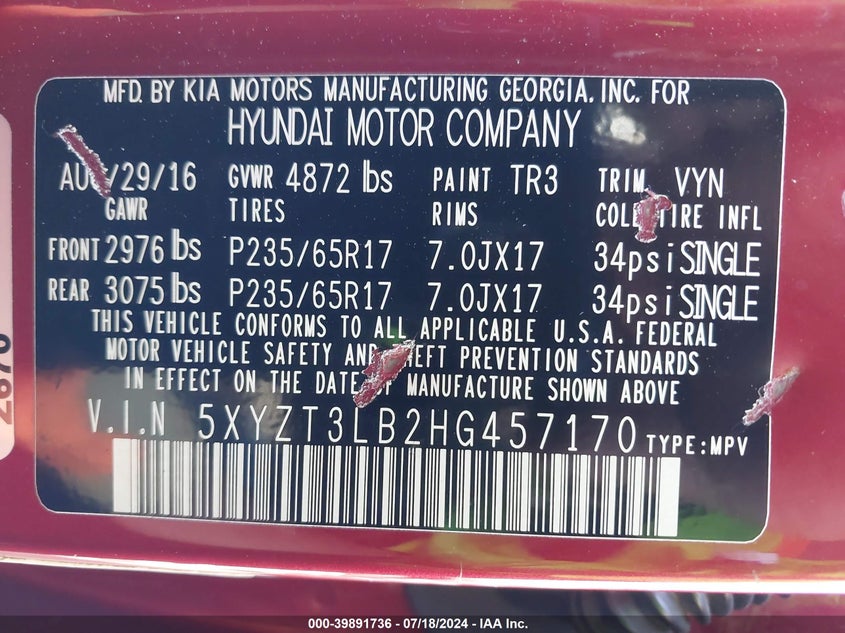 MFD. BY KIA MOTORS MANUFACTURING GEORGIA, INC. FOR
HYUNDAI MOTOR COMPANY
/29/16 GVWR 4872 lbs PAINT TR3 TRIM VYN
GAWR TIRES RIMS COLD TIRE INFL
FRONT 2976 lbs P235/65R17 7.0JX17 34psi SINGLE
REAR 3075 lbs P235/65R17 7.0JX17 34psi SINGLE
THIS VEHICLE CONFORMS TO ALL APPLICABLE U.S.A. FEDERAL
MOTOR VEHICLE SAFETY AND THEFT PREVENTION STANDARDS
IN EFFECT ON THE DATE OF MANUFACTURE SHOWN ABOVE
V.I.N 5XYZT3LB2HG457170 TYPE:MPV
000-39891736 - 07/18/2024 - IAA Inc.